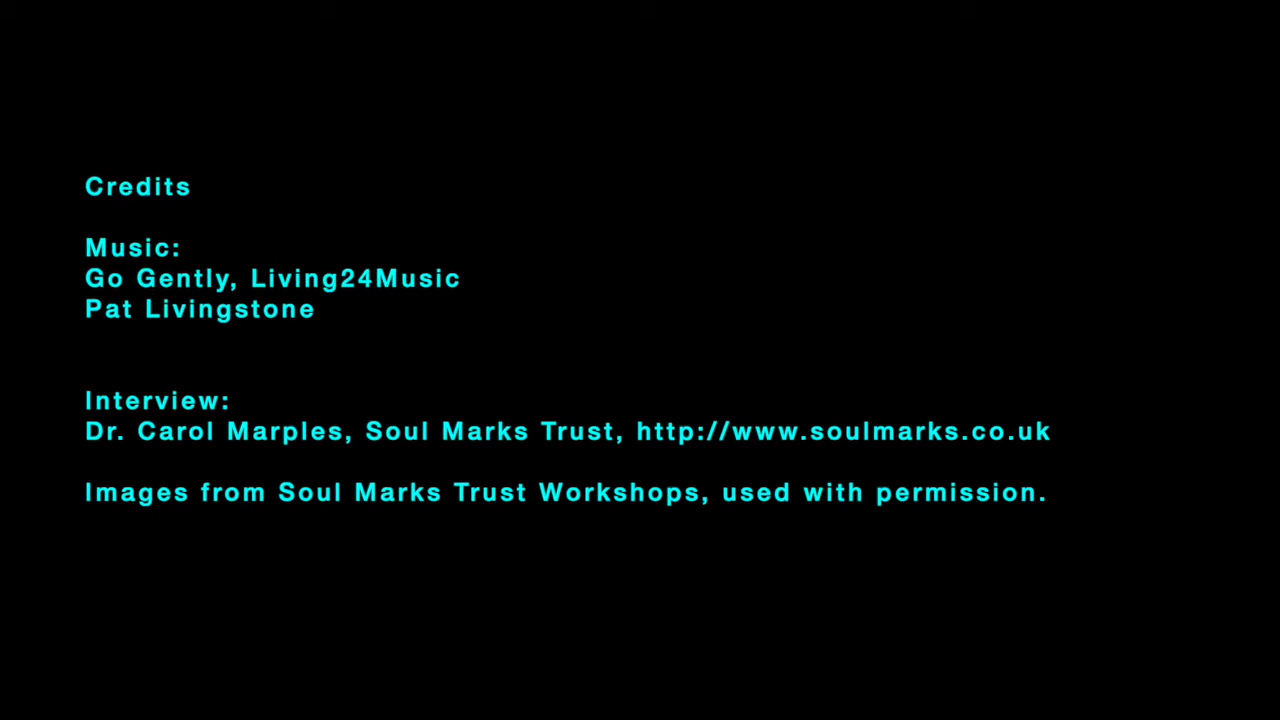 Credits
Music:
Go Gently, Living24Music
Pat Livingstone
Interview:
Dr. Carol Marples, Soul Marks Trust, http://www.soulmarks.co.uk
Images from Soul Marks Trust Workshops, used with permission.